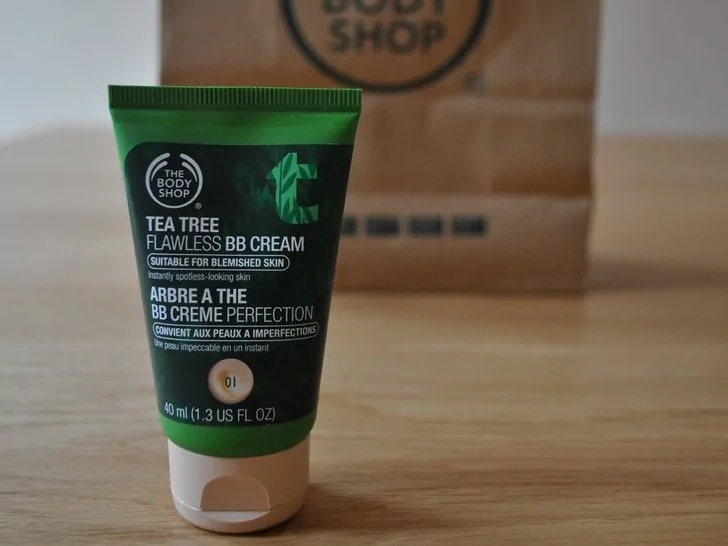 BODY
SHOP
THE
BODY
SHOP
®
t
TEA TREE
FLAWLESS BB CREAM
SUITABLE FOR BLEMISHED SKIN
Instantly spotless-looking skin
ARBRE A THE
BB CREME PERFECTION
CONVIENT AUX PEAUX A IMPERFECTIONS
Une peau impeccable en un instant
01
40 ml (1.3 US FL OZ)